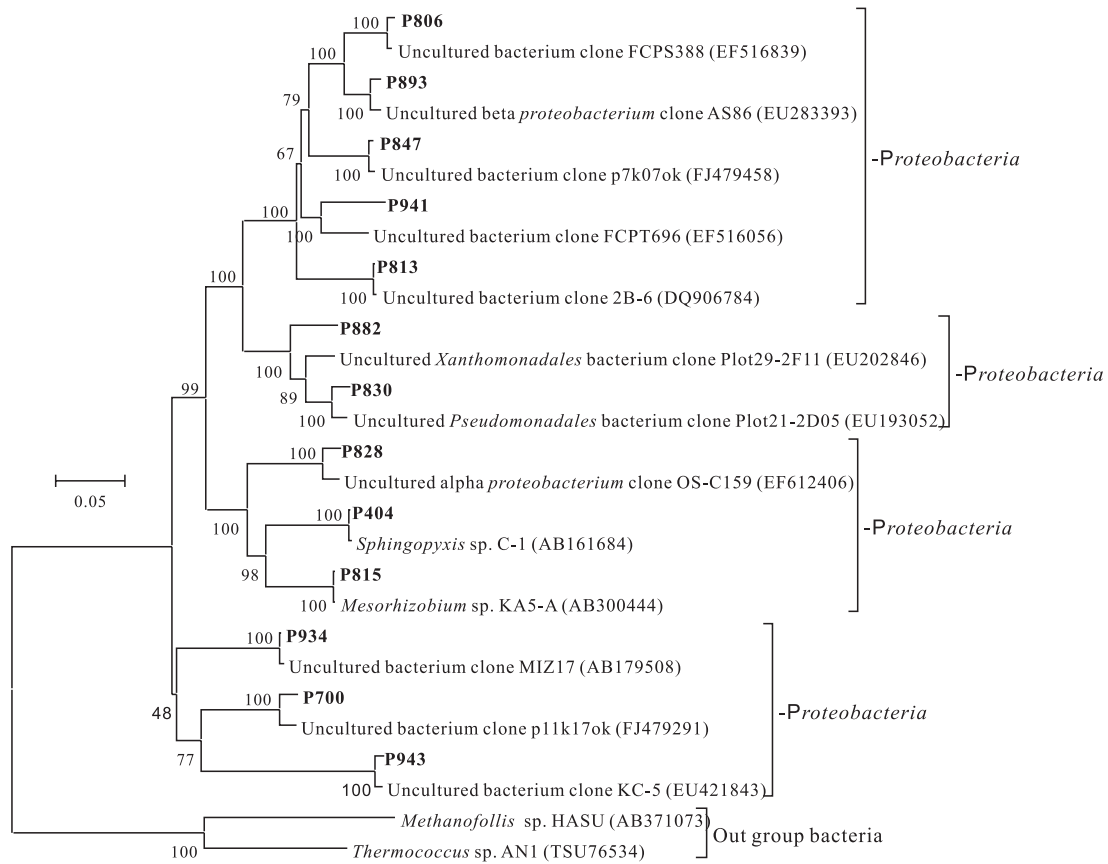 100 P806
Uncultured bacterium clone FCPS388 (EF516839)
100
P893
100 Uncultured beta proteobacterium clone AS86 (EU283393)
79
P847
100 Uncultured bacterium clone p7k07ok (FJ479458)
67
-Proteobacteria
P941
100 Uncultured bacterium clone FCPT696 (EF516056)
100
P813
100 Uncultured bacterium clone 2B-6 (DQ906784)
100
P882
Uncultured Xanthomonadales bacterium clone Plot29-2F11 (EU202846)
100
-Proteobacteria
P830
89
100 Uncultured Pseudomonadales bacterium clone Plot21-2D05 (EU193052)
99
100 P828
Uncultured alpha proteobacterium clone OS-C159 (EF612406)
0.05
100 P404
Sphingopyxis sp. C-1 (AB161684)
100
-Proteobacteria
98
P815
100 Mesorhizobium sp. KA5-A (AB300444)
100 P934
Uncultured bacterium clone MIZ17 (AB179508)
48
100 P700
Uncultured bacterium clone p11k17ok (FJ479291)
-Proteobacteria
77
P943
100 Uncultured bacterium clone KC-5 (EU421843)
Methanofollis sp. HASU (AB371073)
100 Thermococcus sp. AN1 (TSU76534)
Out group bacteria